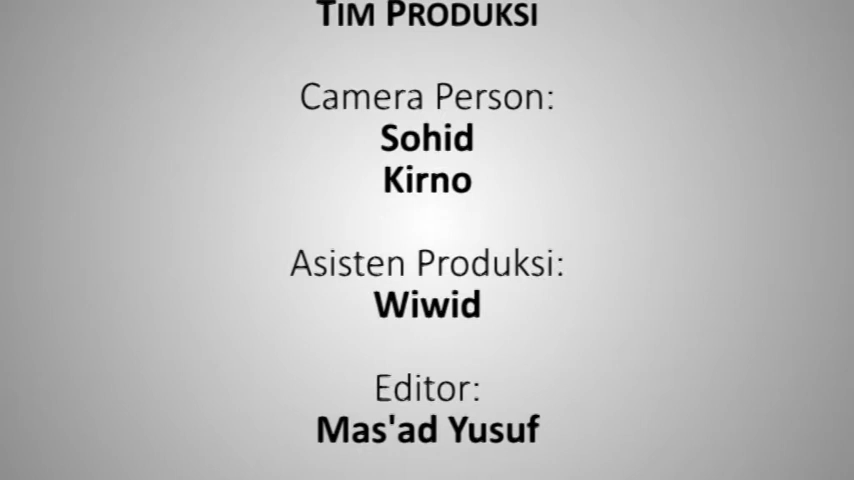 TIM PRODUKSI
Camera Person:
Sohid
Kirno
Asisten Produksi:
Wiwid
Editor:
Mas'ad Yusuf